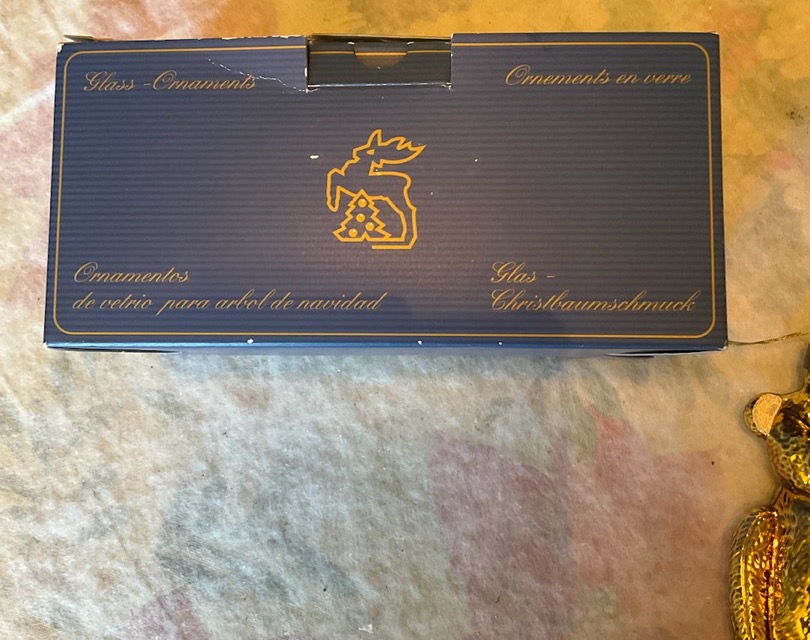 Glass - Ornaments
Ornements en verre
Ornamentos
de vetrio para arbol de navidad
Glas -
Christbaumschmuck